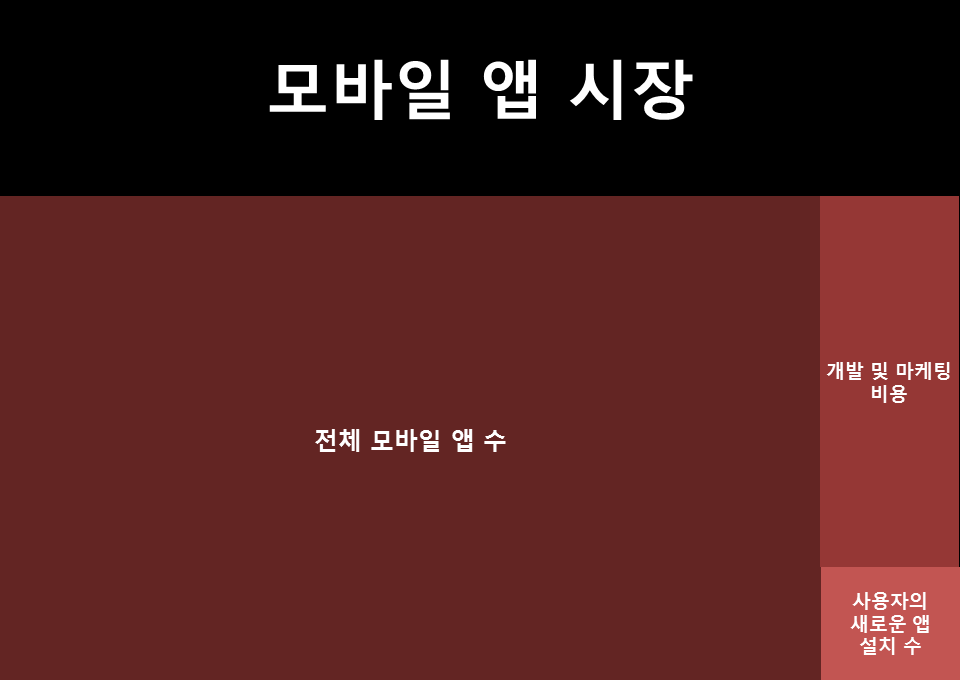 모바일 앱 시장
전체 모바일 앱 수
개발 및 마케팅
비용
사용자의
새로운 앱
설치 수